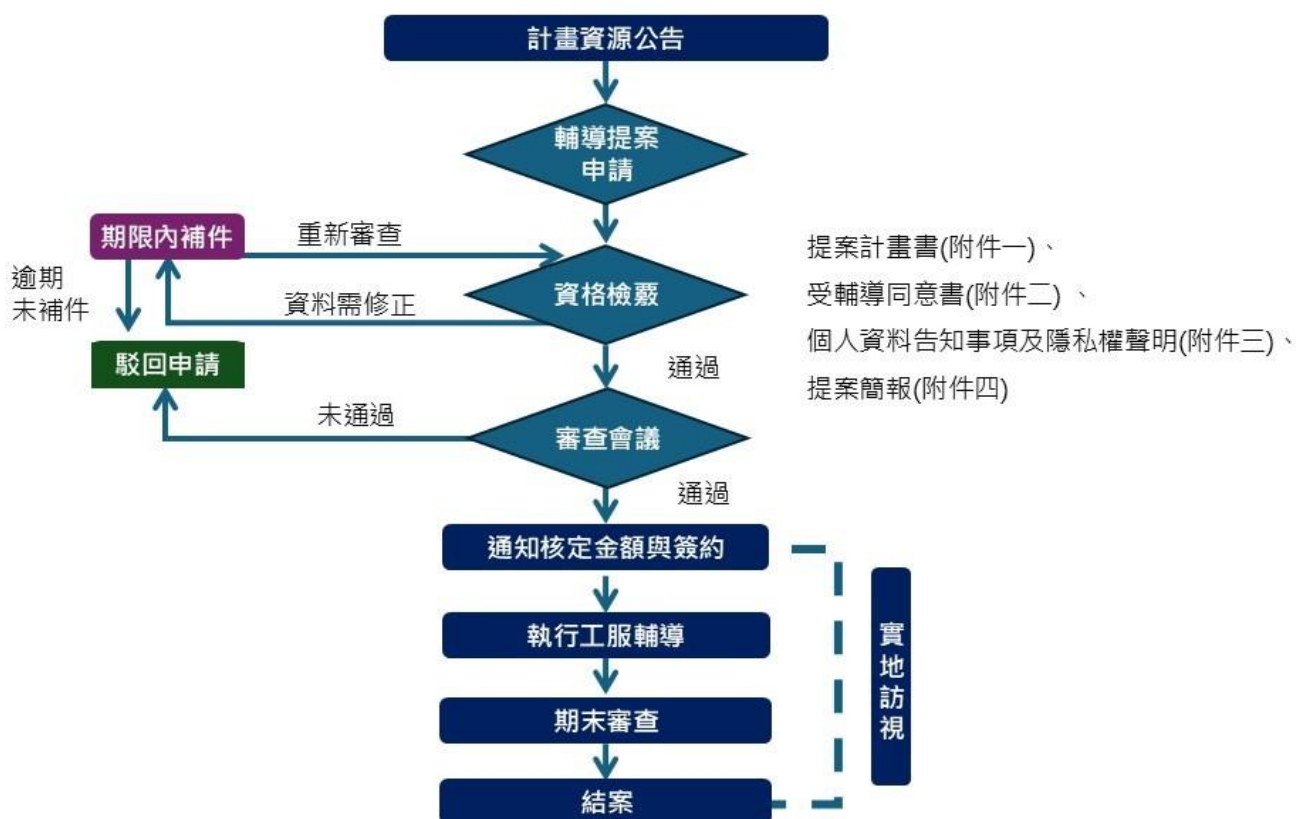 計畫資源公告
輔導提案
申請
期限內補件
重新審查
逾期
未補件
資料需修正
資格檢覈
提案計畫書(附件一)、
受輔導同意書(附件二) 、
個人資料告知事項及隱私權聲明(附件三)、
提案簡報(附件四)
駁回申請
通過
未通過
審查會議
通過
通知核定金額與簽約
執行工服輔導
期末審查
結案
實地訪視